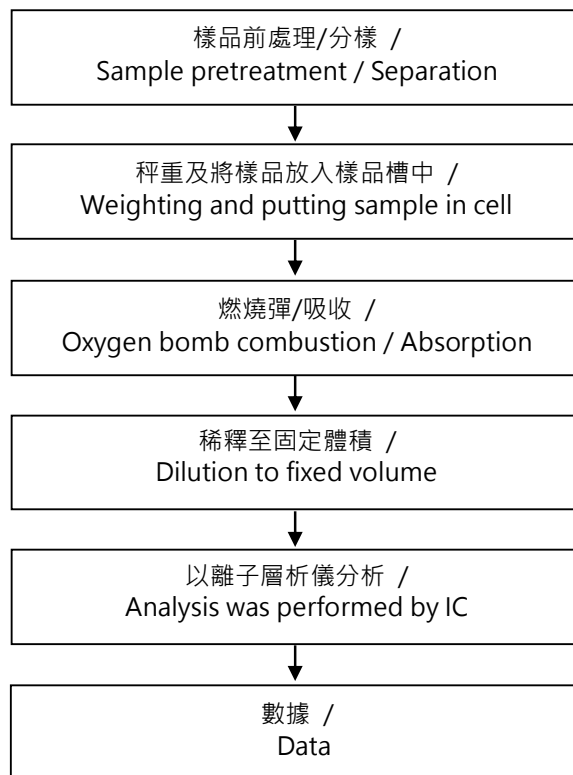 樣品前處理/分樣 /
Sample pretreatment / Separation
秤重及將樣品放入樣品槽中 /
Weighting and putting sample in cell
燃燒彈/吸收 /
Oxygen bomb combustion / Absorption
稀釋至固定體積 /
Dilution to fixed volume
以離子層析儀分析 /
Analysis was performed by IC
數據 /
Data